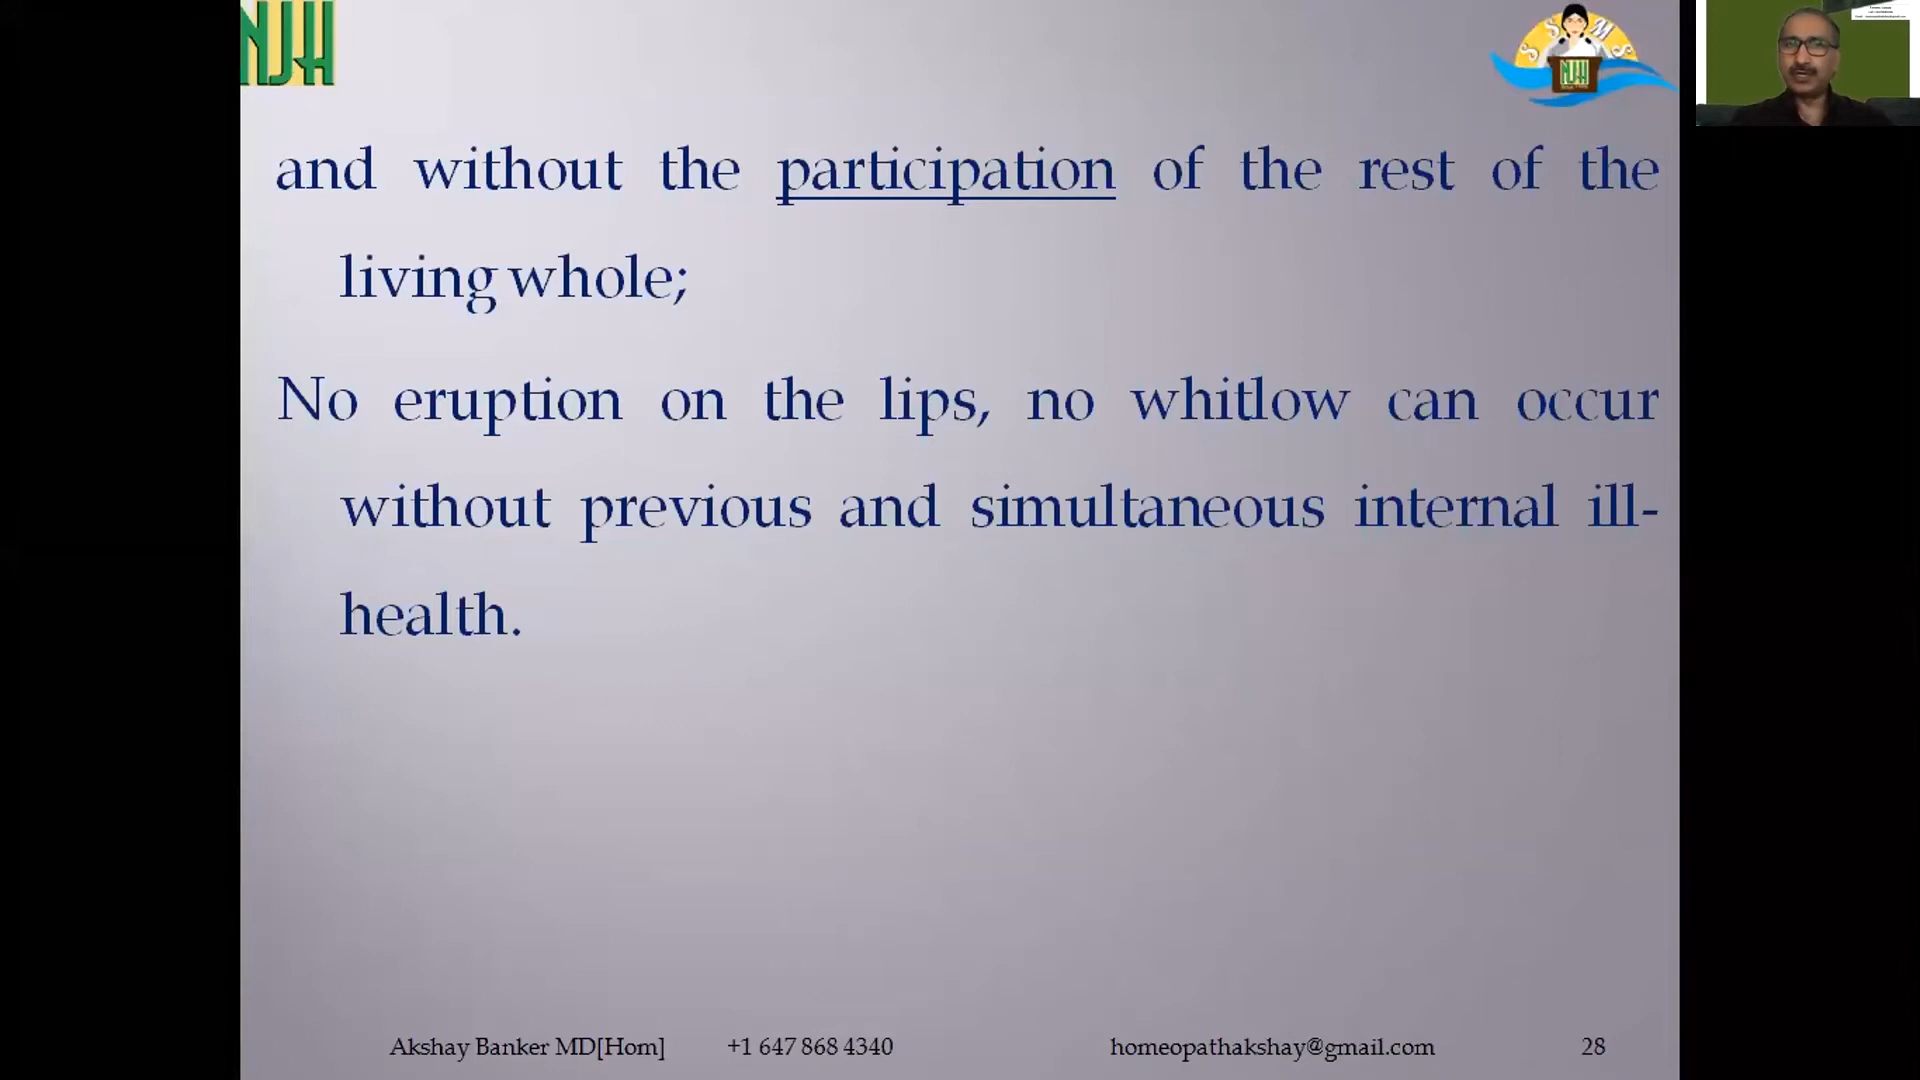 NJH
S S M S
NJH
and without the participation of the rest of the
living whole;
No eruption on the lips, no whitlow can occur
without previous and simultaneous internal ill-
health.
Akshay Banker MD[Hom] +1 647 868 4340 homeopathakshay@gmail.com 28